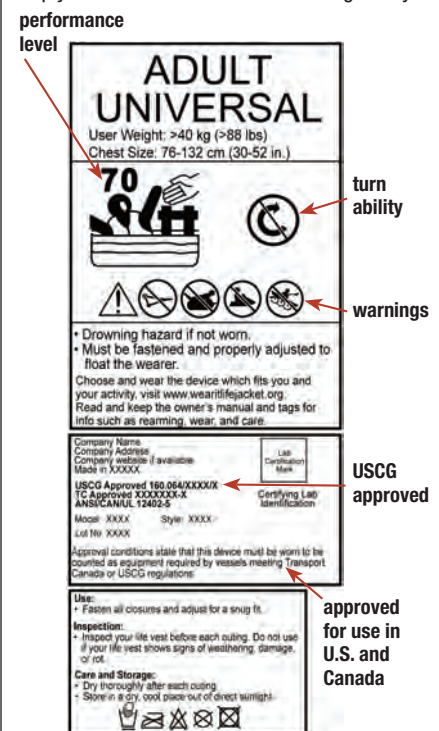 performance
level
ADULT
UNIVERSAL
User Weight: >40 kg (>88 lbs)
Chest Size: 76-132 cm (30-52 in.)
70
turn
ability
warnings
• Drowning hazard if not worn.
• Must be fastened and properly adjusted to
float the wearer.
Choose and wear the device which fits you and
your activity, visit www.wearitlifejacket.org.
Read and keep the owner's manual and tags for
info such as rearming, wear, and care.
Company Name
Company Address
Company website if available
Made in XXXXX
Lab
Certification
Mark
USCG Approved 160.064/XXXX/X
TC Approved XXXXXXX-X
ANSI/CAN/UL 12402-5
Certifying Lab
Identification
USCG
approved
Model XXXX Style: XXXX
Lot No XXXX
Approval conditions state that this device must be worn to be
counted as equipment required by vessels meeting Transport
Canada or USCG regulations
approved
for use in
U.S. and
Canada
Use:
• Fasten all closures and adjust for a snug fit.
Inspection:
• Inspect your life vest before each outing. Do not use
if your life vest shows signs of weathering, damage,
or rot.
Care and Storage:
• Dry thoroughly after each outing
• Store in a dry, cool place out of direct sunlight.